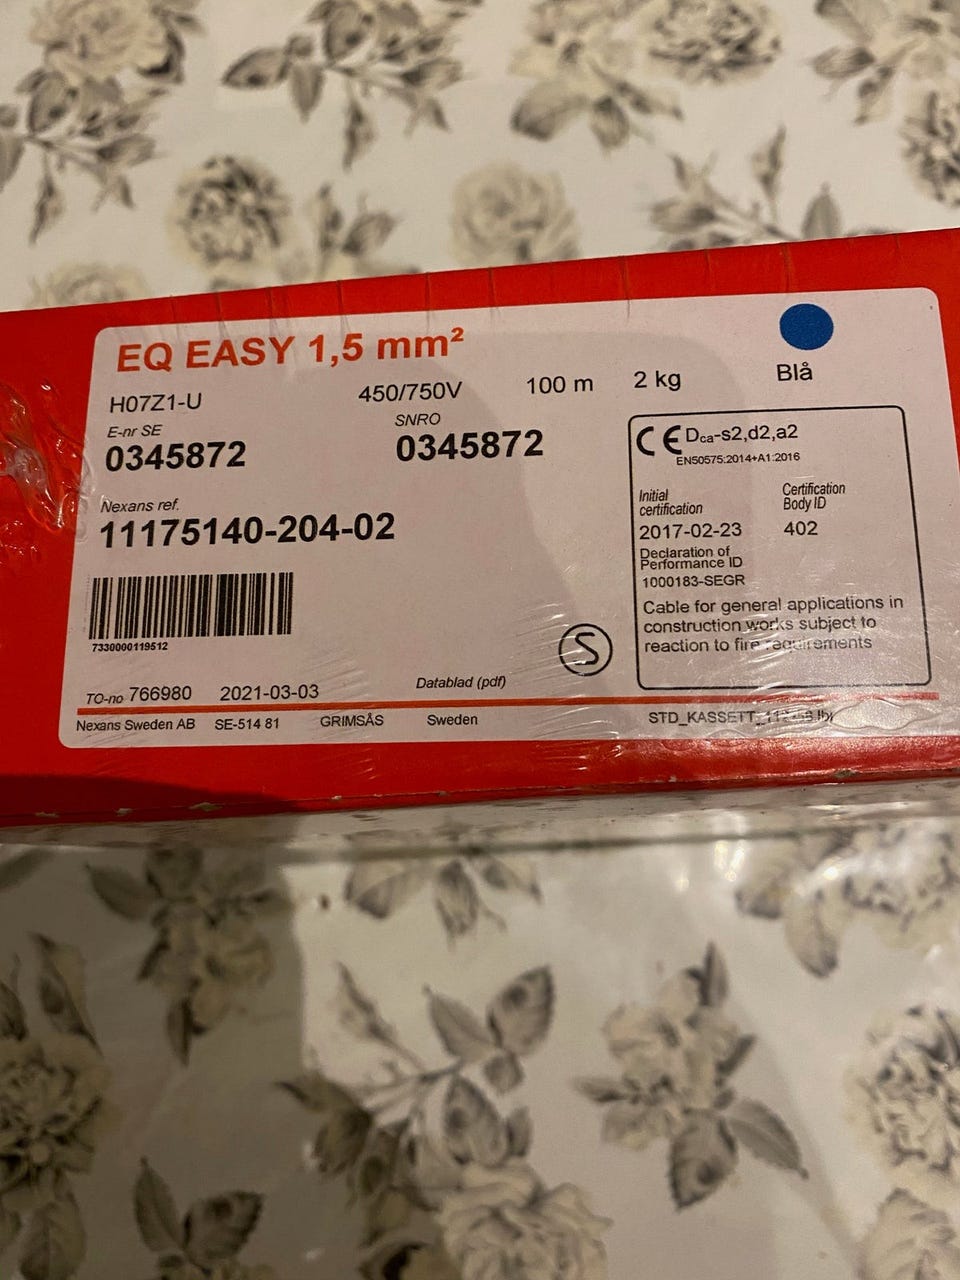 EQ EASY 1,5 mm²
H07Z1-U 450/750V 100 m 2 kg Blå
E-nr SE SNRO
0345872 0345872
Nexans ref.
11175140-204-02
7330000119512
TO-no 766980 2021-03-03 Datablad (pdf)
S
CE Dca-s2,d2,a2
EN50575:2014+A1:2016
Initial certification Certification Body ID
2017-02-23 402
Declaration of
Performance ID
1000183-SEGR
Cable for general applications in
construction works subject to
reaction to fire requirements
Nexans Sweden AB SE-514 81 GRIMSÅS Sweden STD_KASSETT